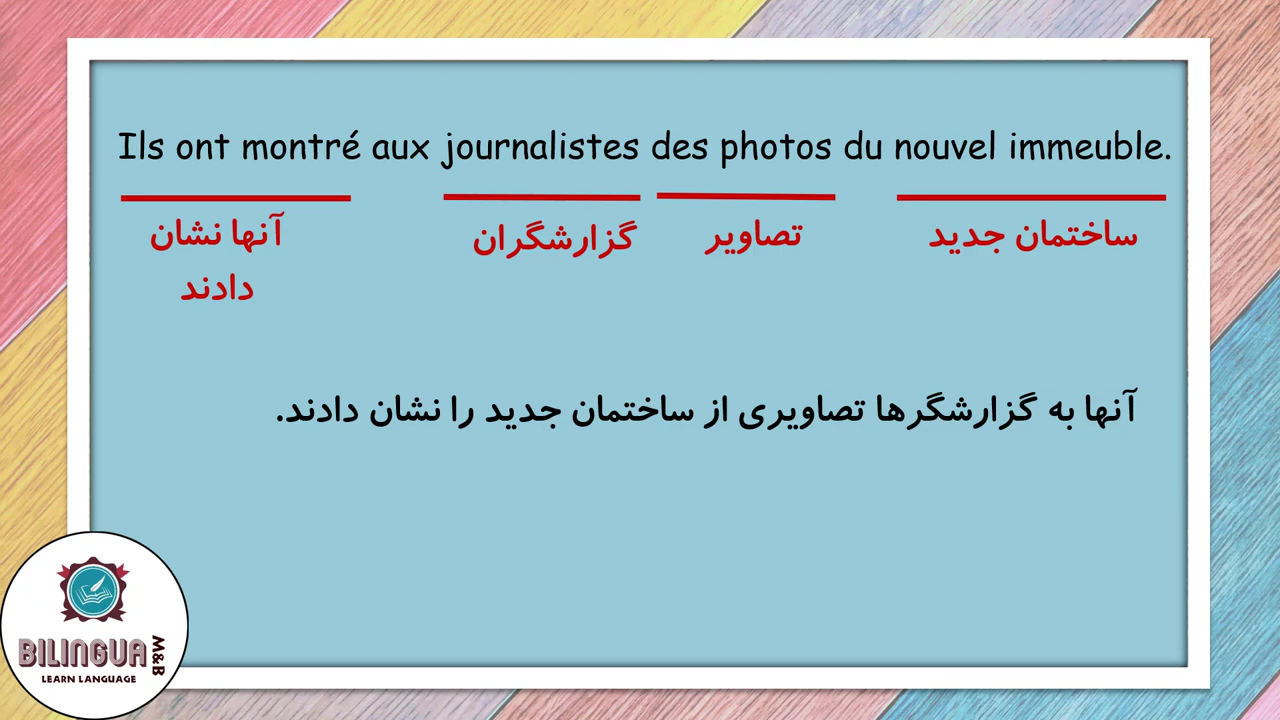 Ils ont montré aux journalistes des photos du nouvel immeuble.
آنها نشان
دادند
گزارشگران
تصاویر
ساختمان جدید
آنها به گزارشگرها تصاویری از ساختمان جدید را نشان دادند.
BILINGUA
M&B
LEARN LANGUAGE